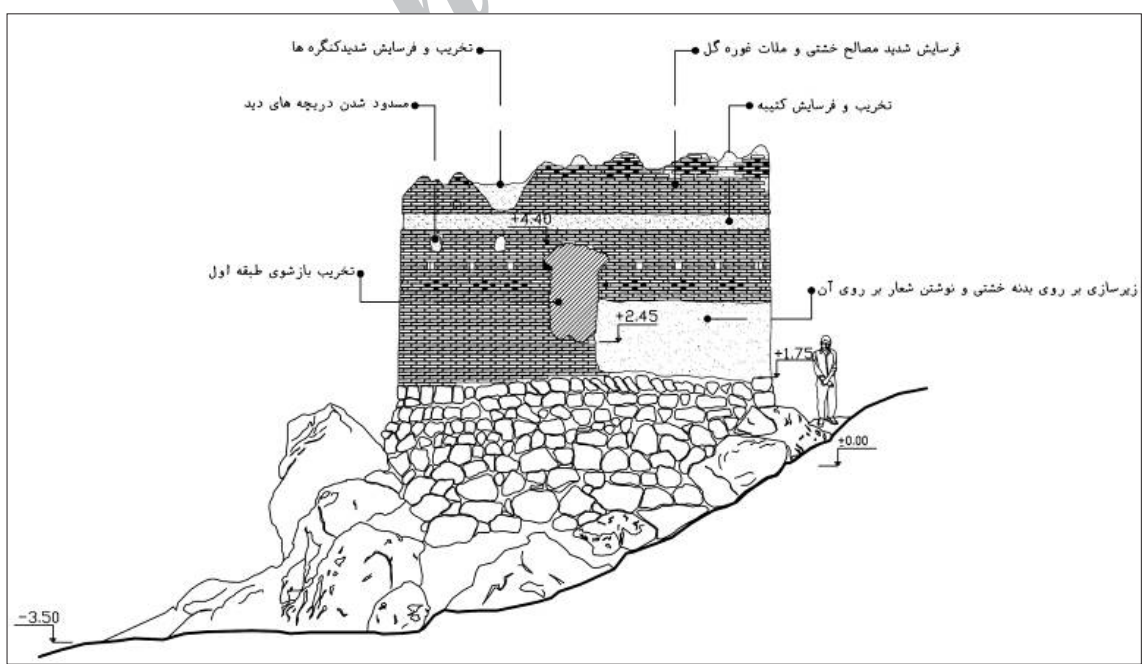 فرسایش شدید مصالح خشتی و ملات غوره گل
تخریب و فرسایش شدیدکنگره ها
تخریب و فرسایش کتیبه
مسدود شدن دریچه های دید
+4.40
تخریب بازشوی طبقه اول
زیرسازی بر روی بدنه خشتی و نوشتن شعار بر روی آن
+2.45
+1.75
±0.00
-3.50